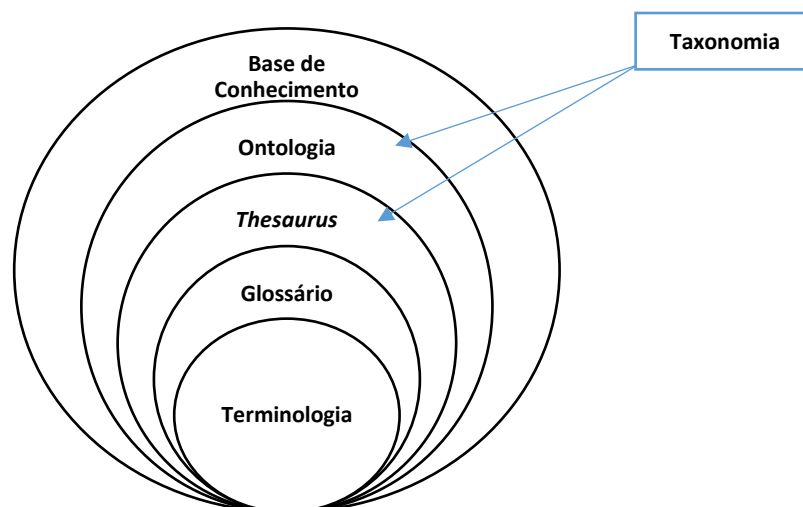 Taxonomia
Base de
Conhecimento
Ontologia
Thesaurus
Glossário
Terminologia